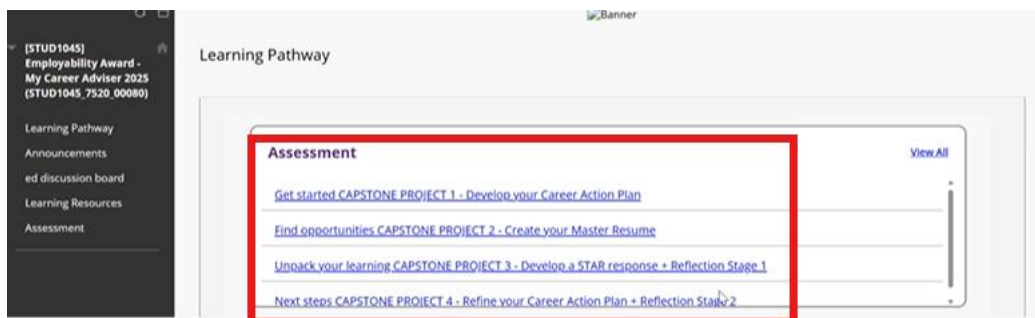 Banner
[STUD1045]
Employability Award -
My Career Adviser 2025
(STUD1045_7520_00080)
Learning Pathway
Announcements
ed discussion board
Learning Resources
Assessment
Learning Pathway
Assessment
View All
Get started CAPSTONE PROJECT 1 - Develop your Career Action Plan
Find opportunities CAPSTONE PROJECT 2 - Create your Master Resume
Unpack your learning CAPSTONE PROJECT 3 - Develop a STAR response + Reflection Stage 1
Next steps CAPSTONE PROJECT 4 - Refine your Career Action Plan + Reflection Stage 2